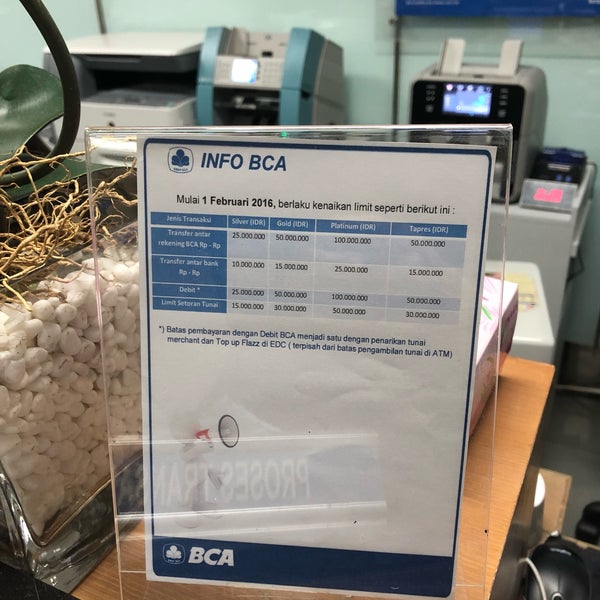 INFO BCA
Mulai 1 Februari 2016, berlaku kenaikan limit seperti berikut ini :
Jenis Transaksi Silver (IDR) Gold (IDR) Platinum (IDR) Tapres (IDR)
Transfer antar rekening BCA Rp - Rp 25.000.000 50.000.000 100.000.000 50.000.000
Transfer antar bank Rp - Rp 10.000.000 15.000.000 25.000.000 15.000.000
Debit * 25.000.000 50.000.000 100.000.000 50.000.000
Limit Setoran Tunai 15.000.000 30.000.000 50.000.000 30.000.000
*) Batas pembayaran dengan Debit BCA menjadi satu dengan penarikan tunai
merchant dan Top up Flazz di EDC ( terpisah dari batas pengambilan tunai di ATM)
PROSES TRAN
BCA